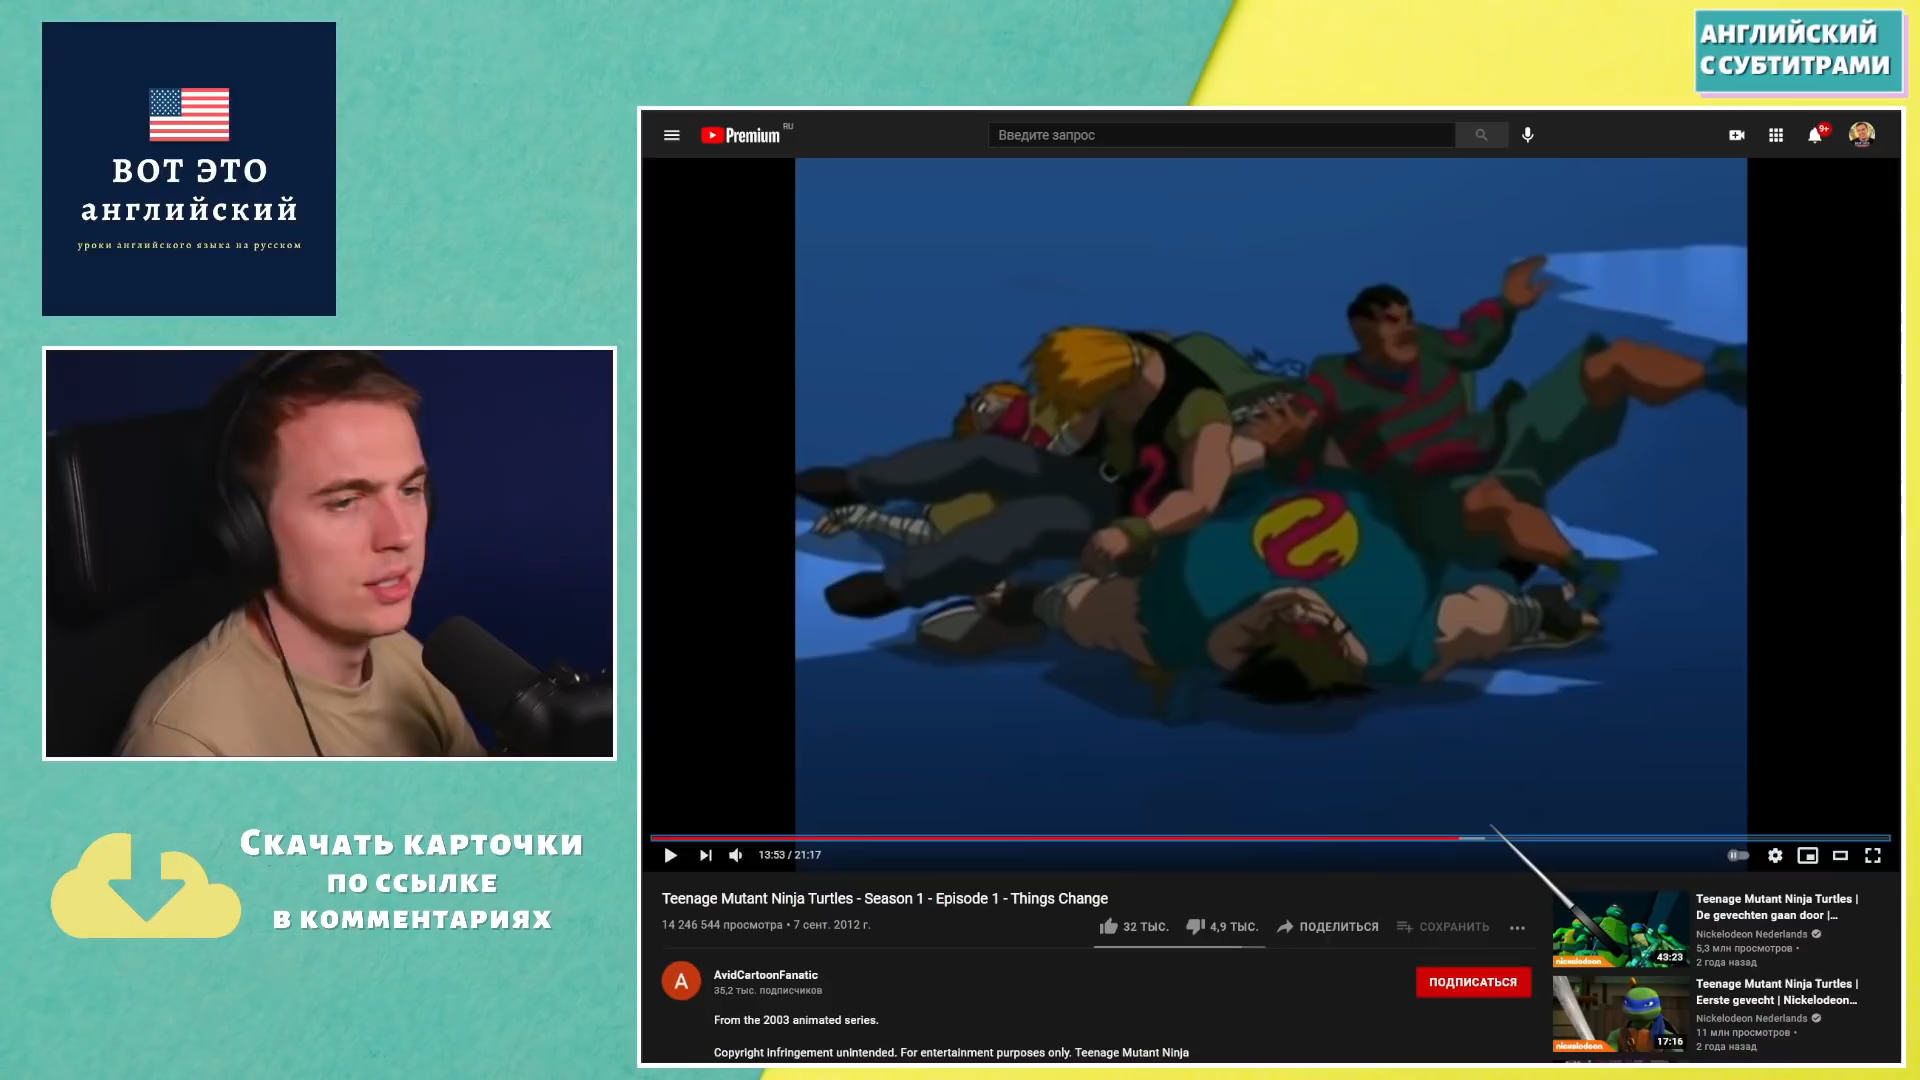 ВОТ ЭТО
английский
уроки английского языка на русском
АНГЛИЙСКИЙ
С СУБТИТРАМИ
Скачать карточки
по ссылке
в комментариях
Premium RU
Введите запрос
9+
13:53 / 21:17
Teenage Mutant Ninja Turtles - Season 1 - Episode 1 - Things Change
14 246 544 просмотра • 7 сент. 2012 г.
32 ТЫС.
4,9 ТЫС.
ПОДЕЛИТЬСЯ
СОХРАНИТЬ
A
AvidCartoonFanatic
35,2 тыс. подписчиков
ПОДПИСАТЬСЯ
From the 2003 animated series.
Copyright infringement unintended. For entertainment purposes only. Teenage Mutant Ninja
nickelodeon
43:23
Teenage Mutant Ninja Turtles |
De gevechten gaan door |...
Nickelodeon Nederlands
5,3 млн просмотров •
2 года назад
nickelodeon
17:16
Teenage Mutant Ninja Turtles |
Eerste gevecht | Nickelodeon...
Nickelodeon Nederlands
11 млн просмотров •
2 года назад